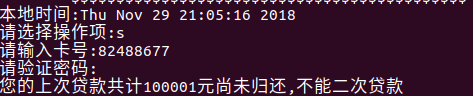 本地时间:Thu Nov 29 21:05:16 2018
请选择操作项:s
请输入卡号:82488677
请验证密码:
您的上次贷款共计100001元尚未归还,不能二次贷款